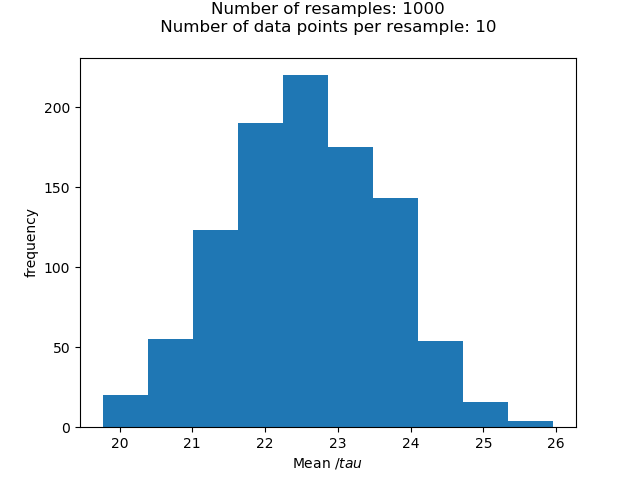 Number of resamples: 1000
Number of data points per resample: 10
200
150
100
50
0
frequency
20 21 22 23 24 25 26
Mean /tau